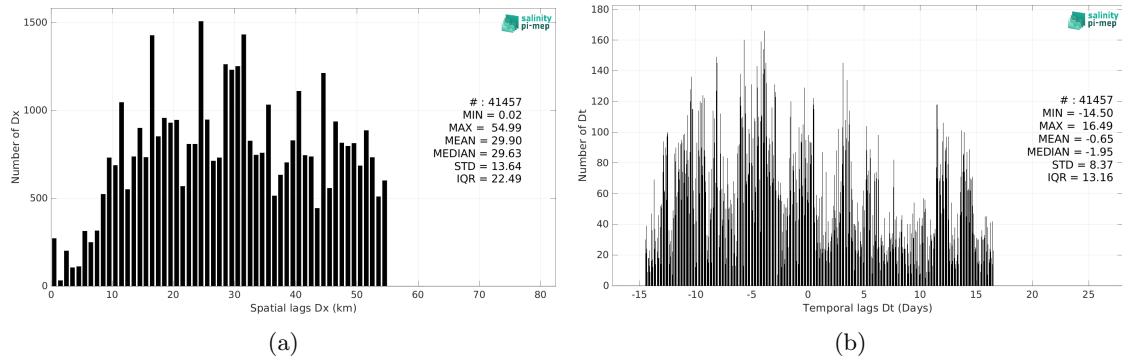 1500
1000
500
0
0
10
20
30
40
50
60
70
80
Number of Dx
Spatial lags Dx (km)
salinity
pi-mep
# : 41457
MIN = 0.02
MAX = 54.99
MEAN = 29.90
MEDIAN = 29.63
STD = 13.64
IQR = 22.49
(a)
180
160
140
120
100
80
60
40
20
0
-15
-10
-5
0
5
10
15
20
25
Number of Dt
Temporal lags Dt (Days)
salinity
pi-mep
# : 41457
MIN = -14.50
MAX = 16.49
MEAN = -0.65
MEDIAN = -1.95
STD = 8.37
IQR = 13.16
(b)